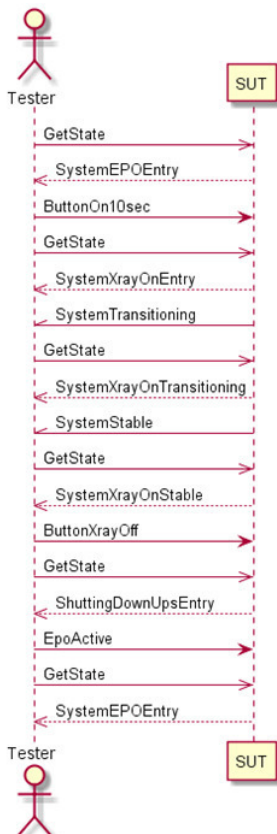 Tester
SUT
GetState
SystemEPOEntry
ButtonOn10sec
GetState
SystemXrayOnEntry
SystemTransitioning
GetState
SystemXrayOnTransitioning
SystemStable
GetState
SystemXrayOnStable
ButtonXrayOff
GetState
ShuttingDownUpsEntry
EpoActive
GetState
SystemEPOEntry
Tester
SUT